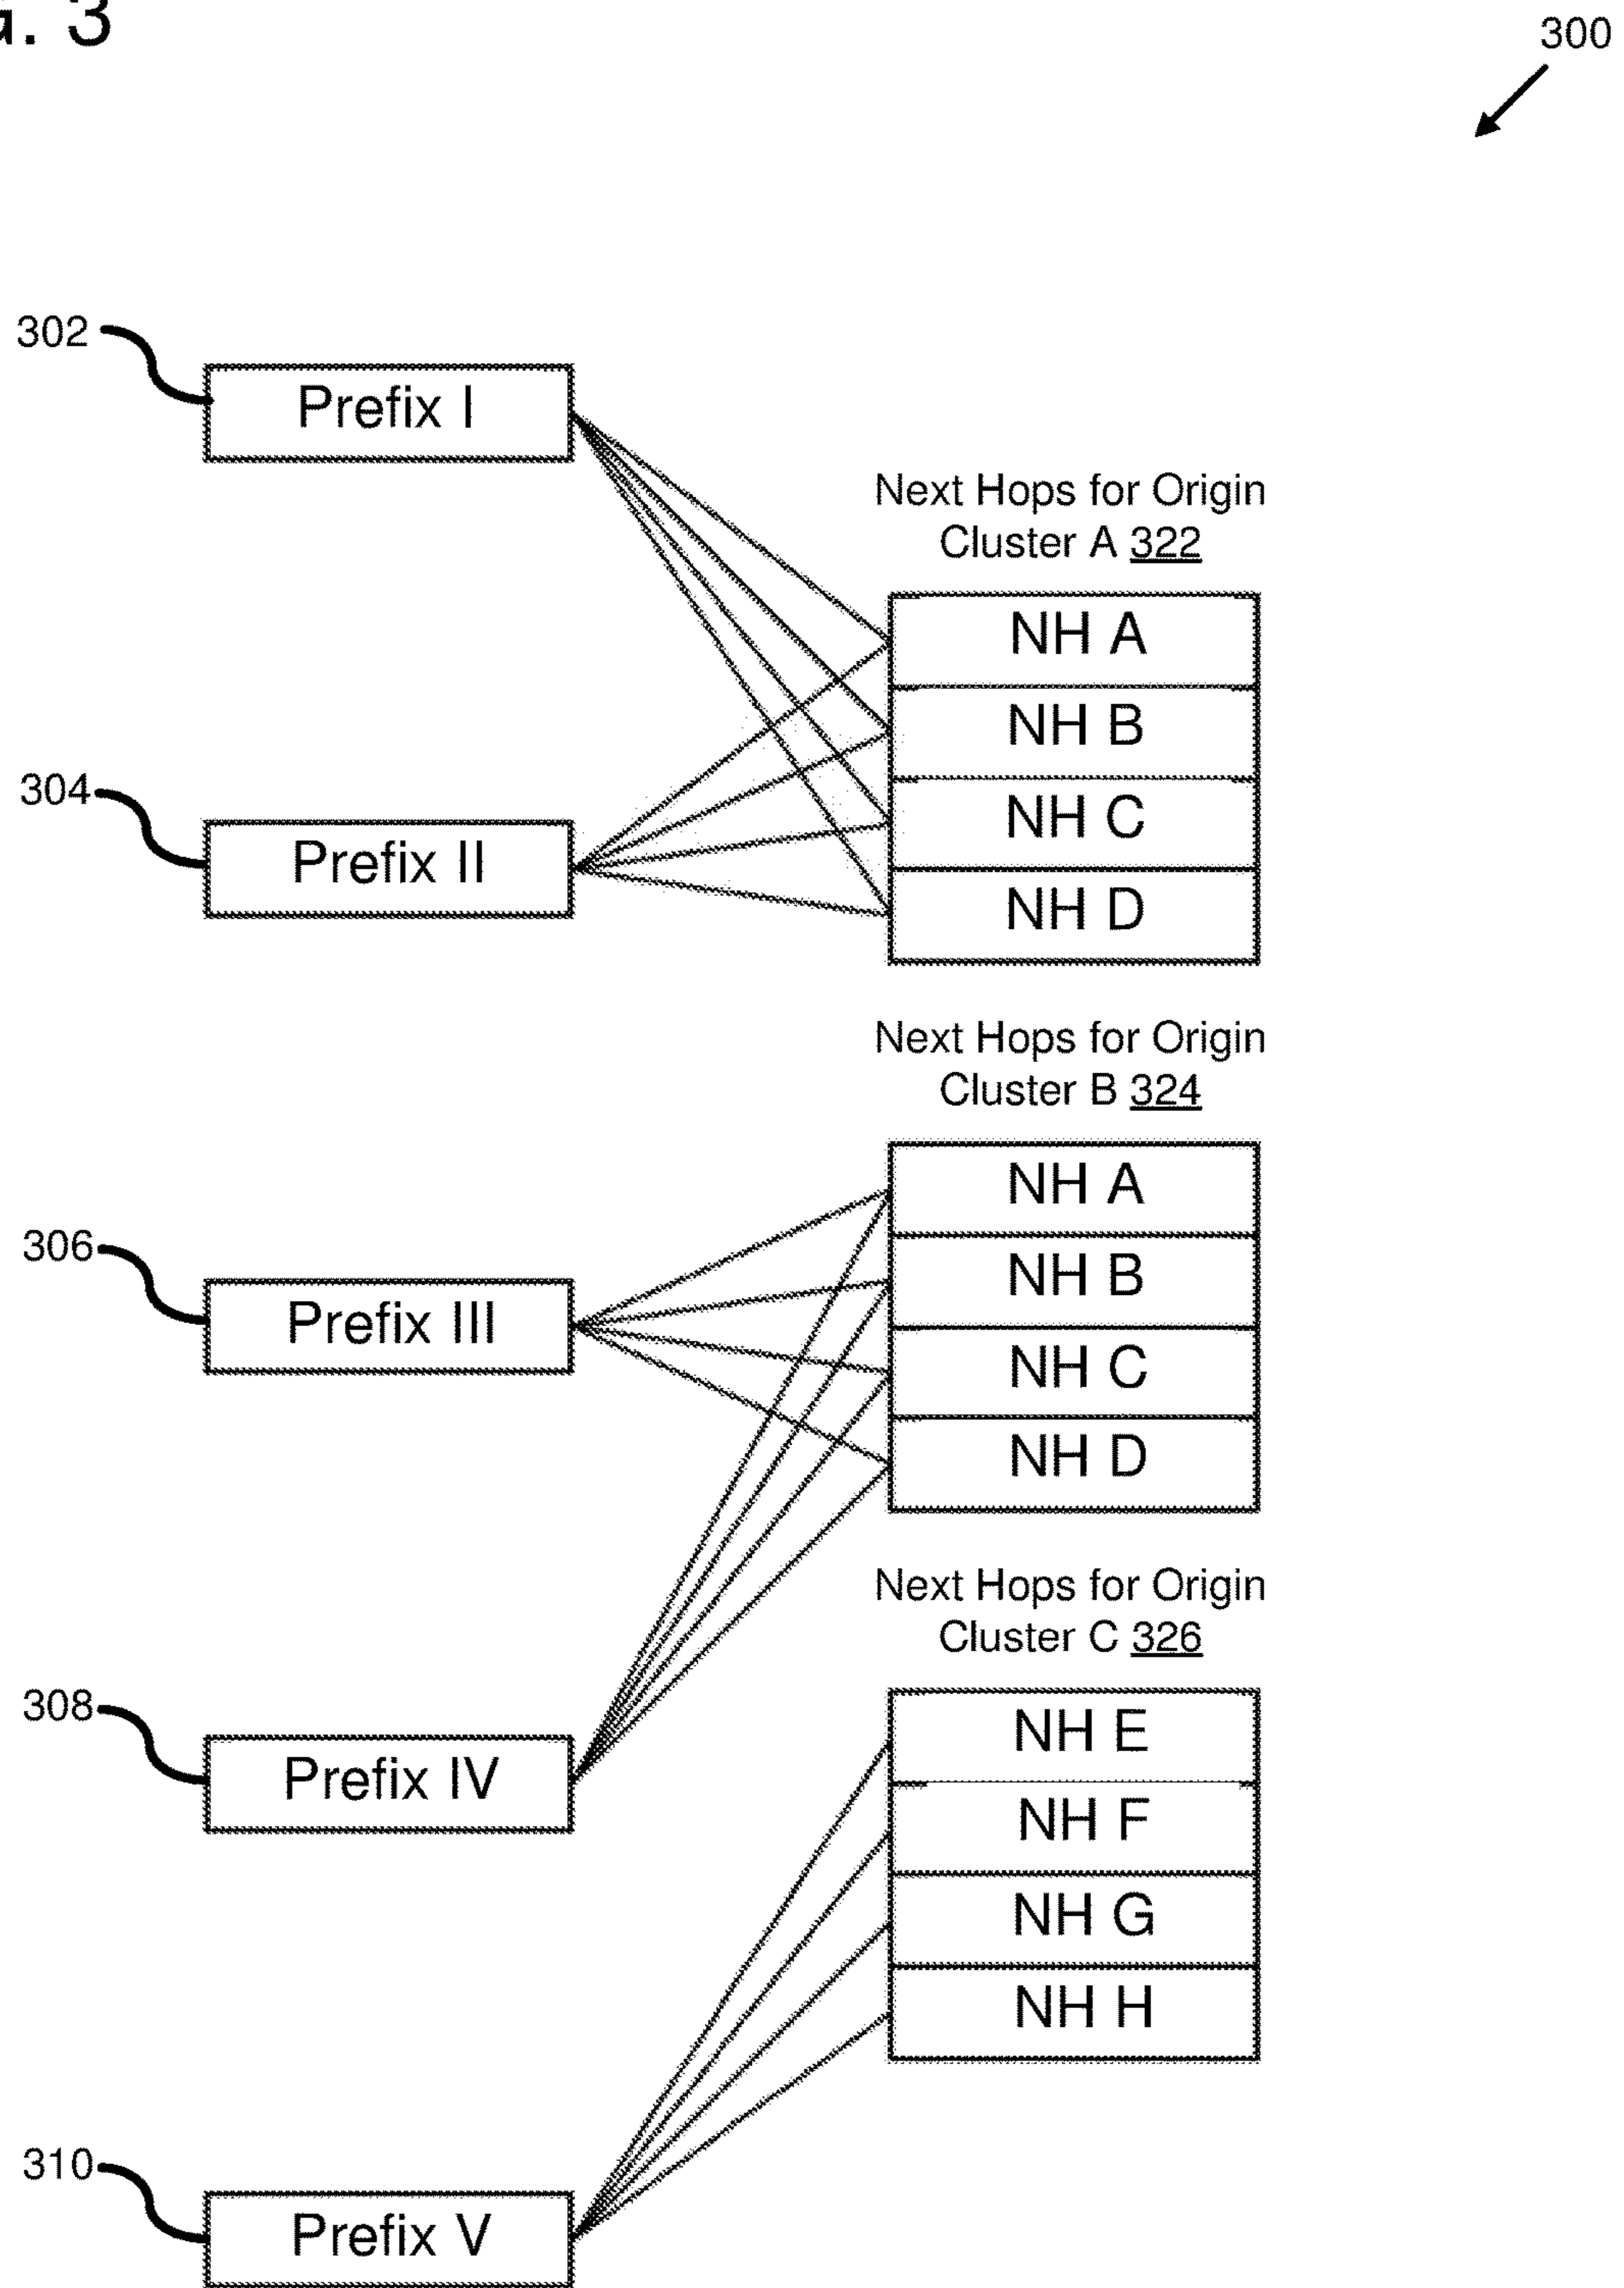 G. 3
300
302
Prefix I
Next Hops for Origin
Cluster A 322
NH A
NH B
NH C
NH D
304
Prefix II
Next Hops for Origin
Cluster B 324
NH A
NH B
NH C
NH D
306
Prefix III
Next Hops for Origin
Cluster C 326
NH E
NH F
NH G
NH H
308
Prefix IV
310
Prefix V